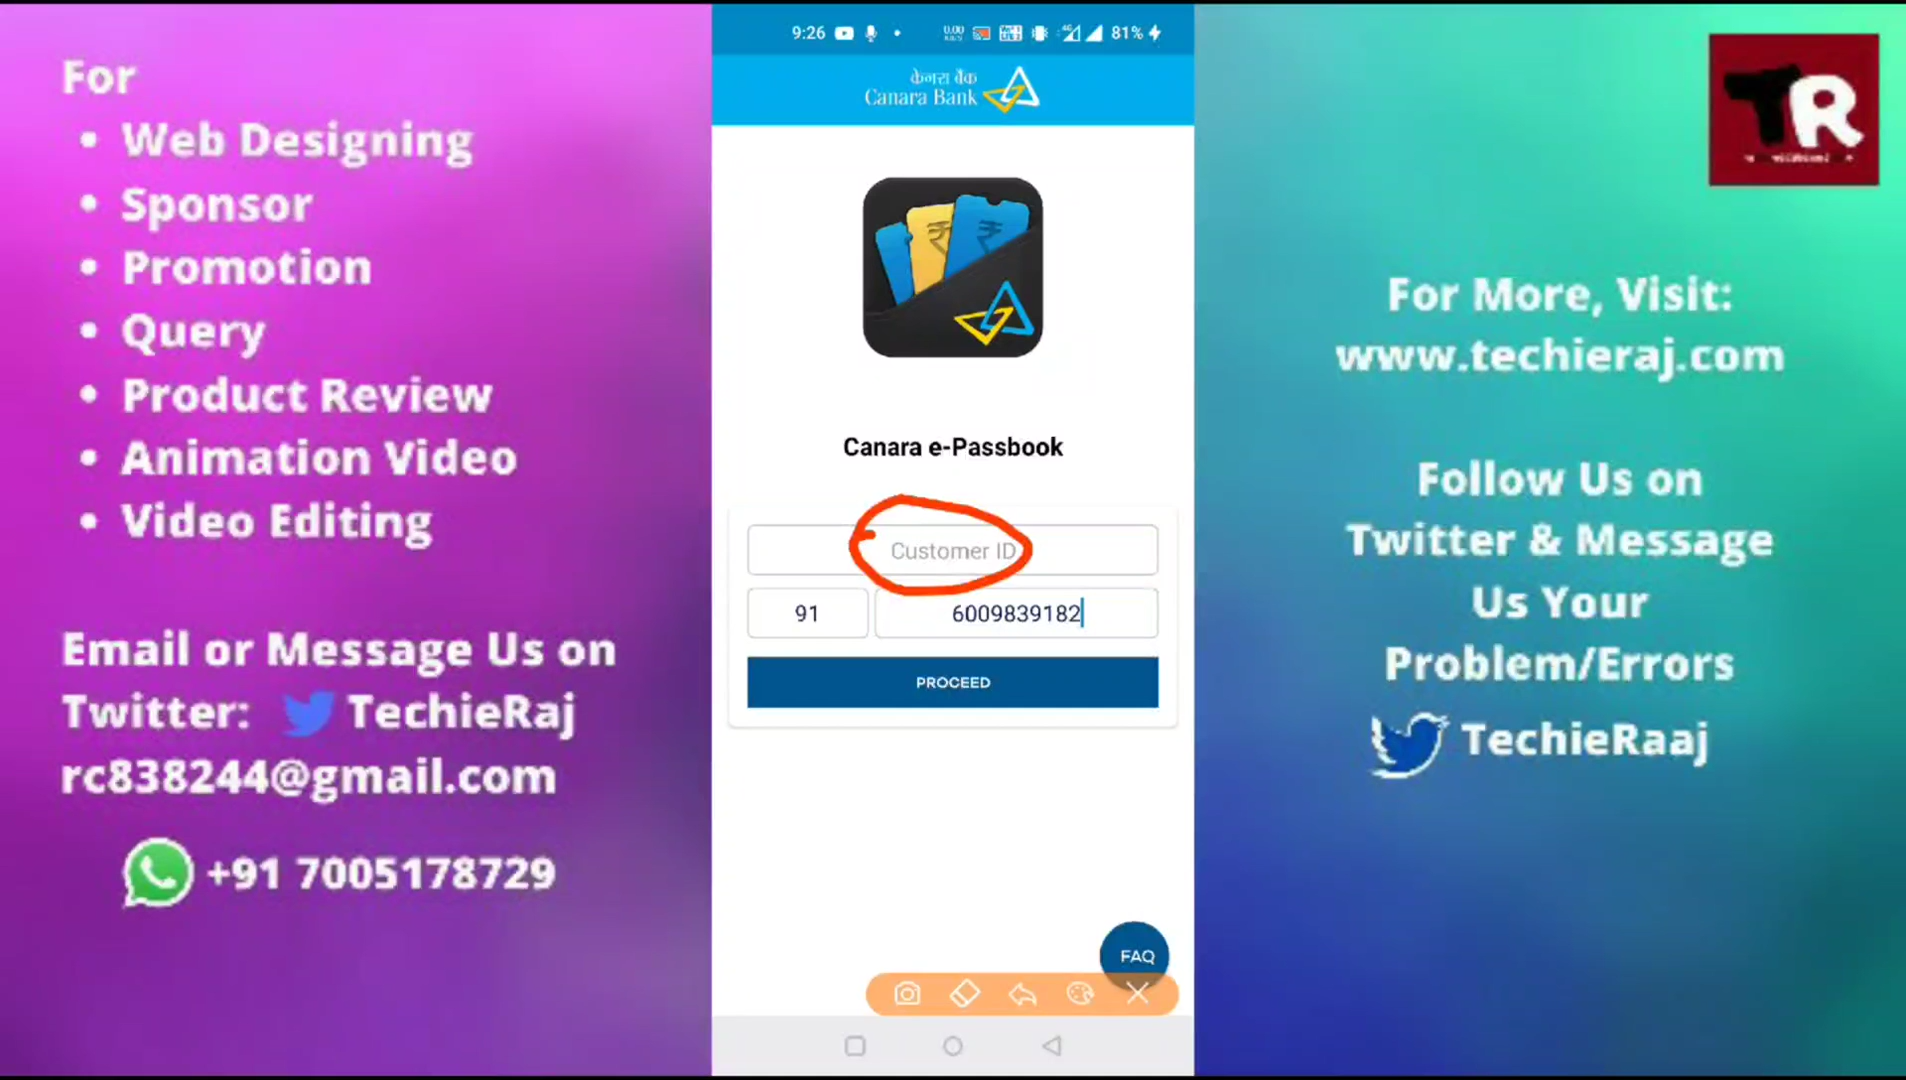 For
• Web Designing
• Sponsor
• Promotion
• Query
• Product Review
• Animation Video
• Video Editing
Email or Message Us on
Twitter: TechieRaj
rc838244@gmail.com
+91 7005178729
9:26
0.00
81%
केनरा बैंक
Canara Bank
Canara e-Passbook
Customer ID
91
6009839182
PROCEED
FAQ
TR
For More, Visit:
www.techieraj.com
Follow Us on
Twitter & Message
Us Your
Problem/Errors
TechieRaaj